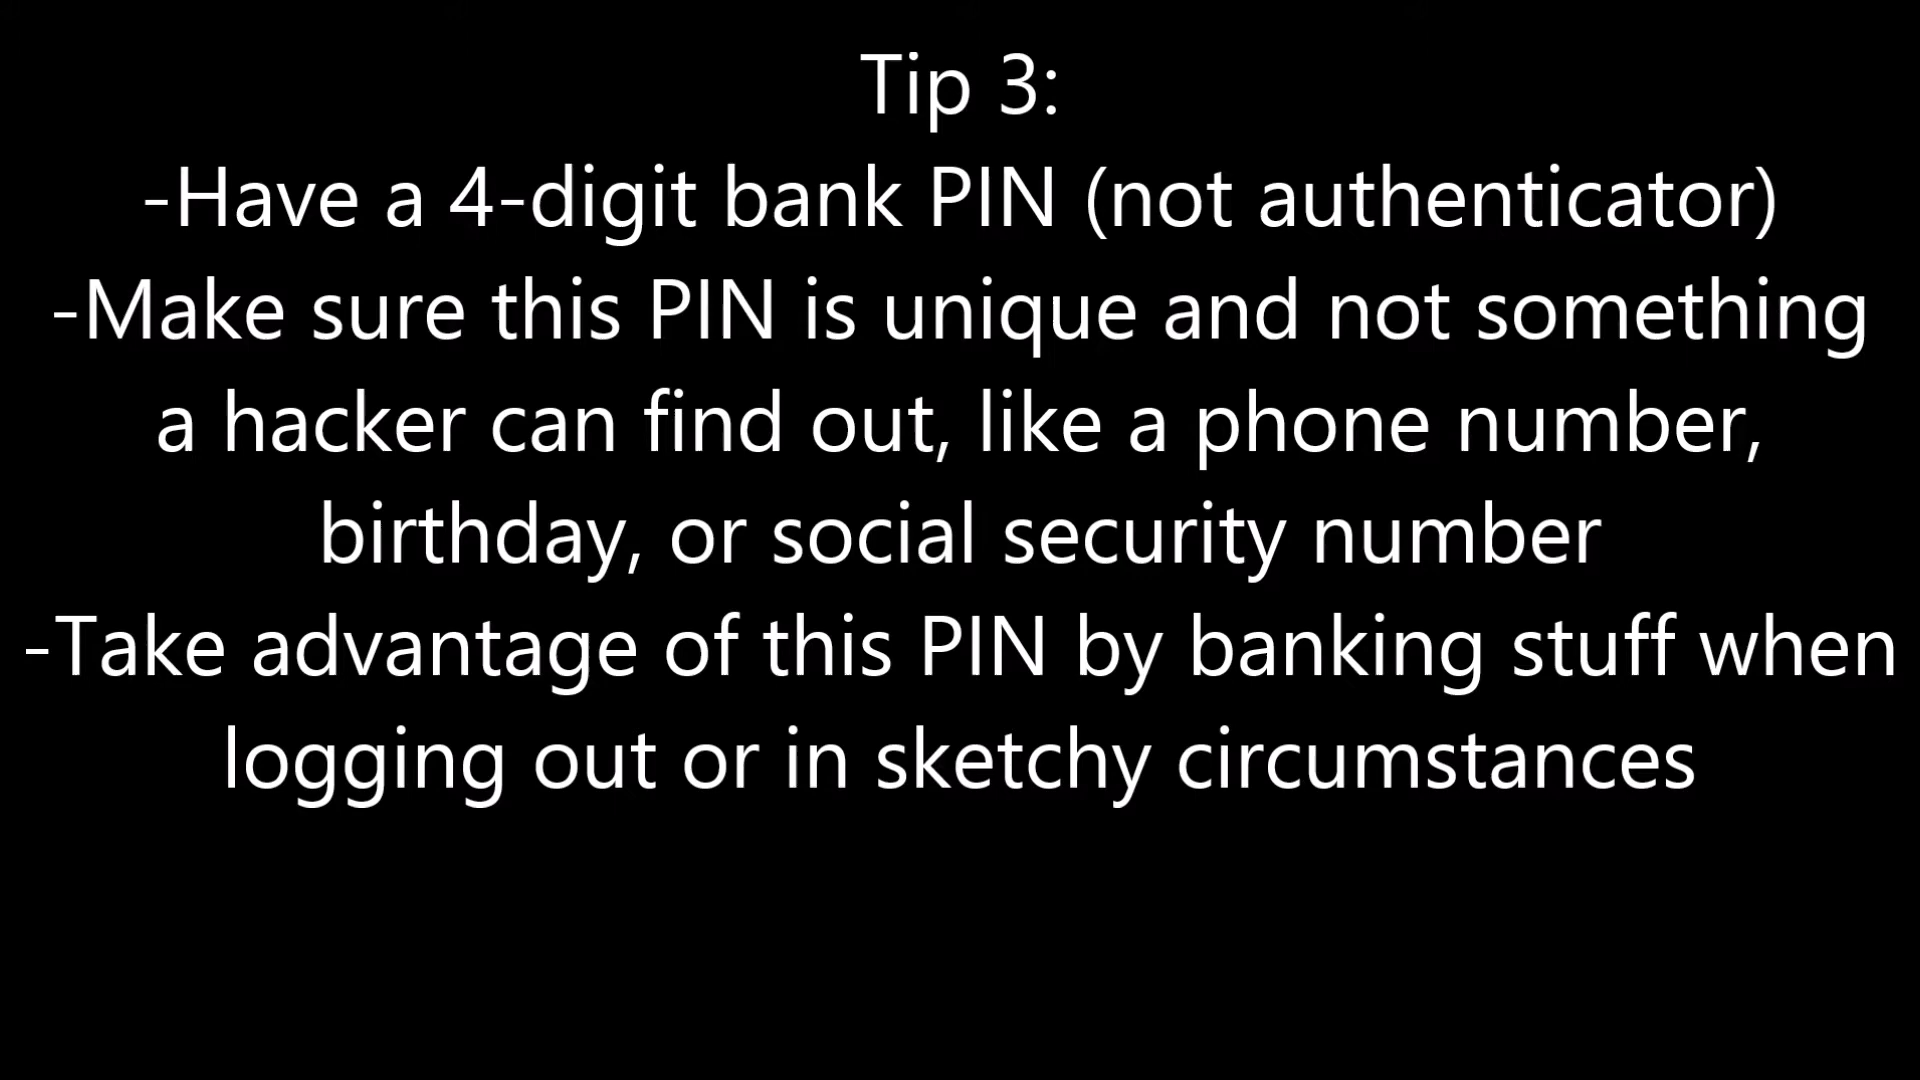 Tip 3:
-Have a 4-digit bank PIN (not authenticator)
-Make sure this PIN is unique and not something
a hacker can find out, like a phone number,
birthday, or social security number
-Take advantage of this PIN by banking stuff when
logging out or in sketchy circumstances